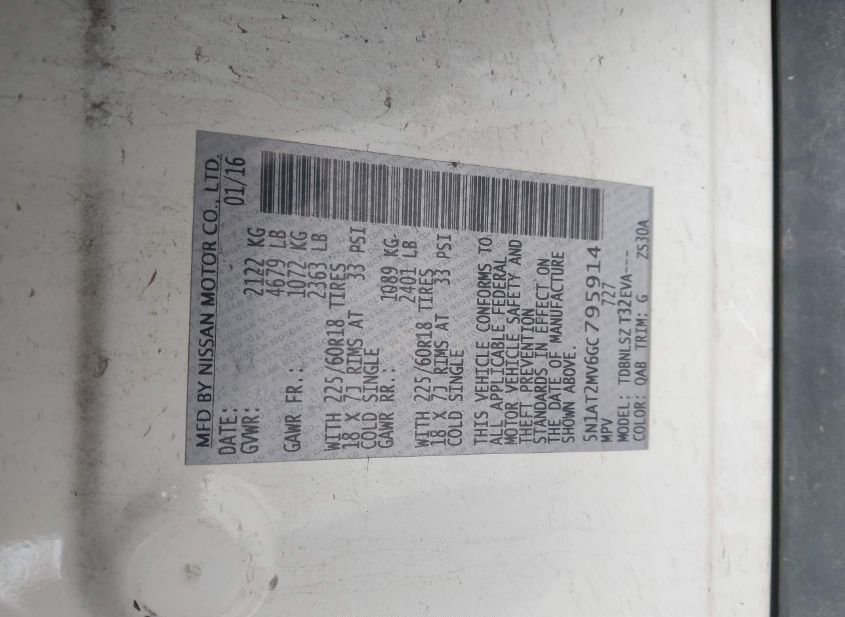 MFD BY NISSAN MOTOR CO., LTD.
DATE: 01/16
GVWR: 2122 KG
4679 LB
GAWR FR.: 1072 KG
2363 LB
WITH 225/60R18 TIRES
18 X 7J RIMS AT 33 PSI
COLD SINGLE
GAWR RR.: 1089 KG
2401 LB
WITH 225/60R18 TIRES
18 X 7J RIMS AT 33 PSI
COLD SINGLE
THIS VEHICLE CONFORMS TO
ALL APPLICABLE FEDERAL
MOTOR VEHICLE SAFETY AND
THEFT PREVENTION
STANDARDS IN EFFECT ON
THE DATE OF MANUFACTURE
SHOWN ABOVE.
5N1AT2MV6GC795914
MPV 727
MODEL: TDBNLSZ T32EVA---
COLOR: QAB TRIM: G ZS30A